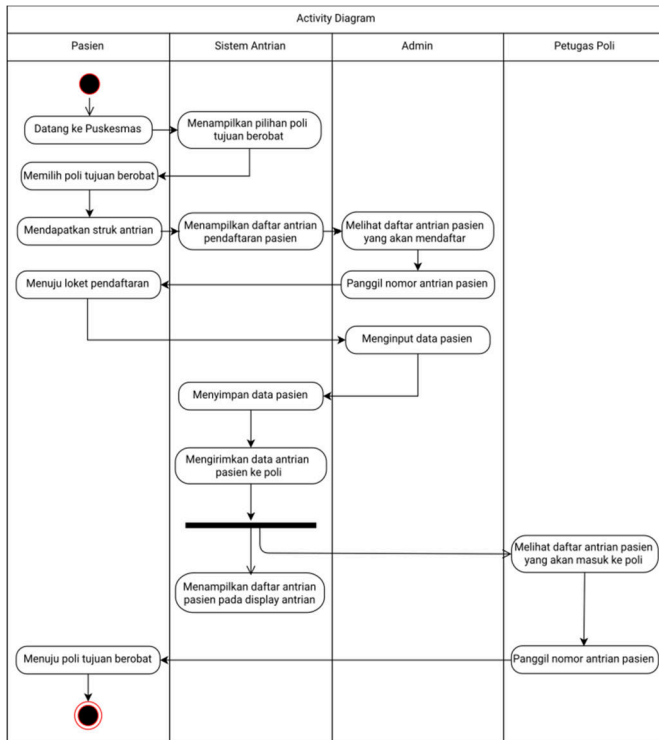 Activity Diagram
Pasien
Sistem Antrian
Admin
Petugas Poli
Datang ke Puskesmas
Menampilkan pilihan poli
tujuan berobat
Memilih poli tujuan berobat
Mendapatkan struk antrian
Menampilkan daftar antrian
pendaftaran pasien
Melihat daftar antrian pasien
yang akan mendaftar
Menuju loket pendaftaran
Panggil nomor antrian pasien
Menginput data pasien
Menyimpan data pasien
Mengirimkan data antrian
pasien ke poli
Melihat daftar antrian pasien
yang akan masuk ke poli
Menampilkan daftar antrian
pasien pada display antrian
Menuju poli tujuan berobat
Panggil nomor antrian pasien